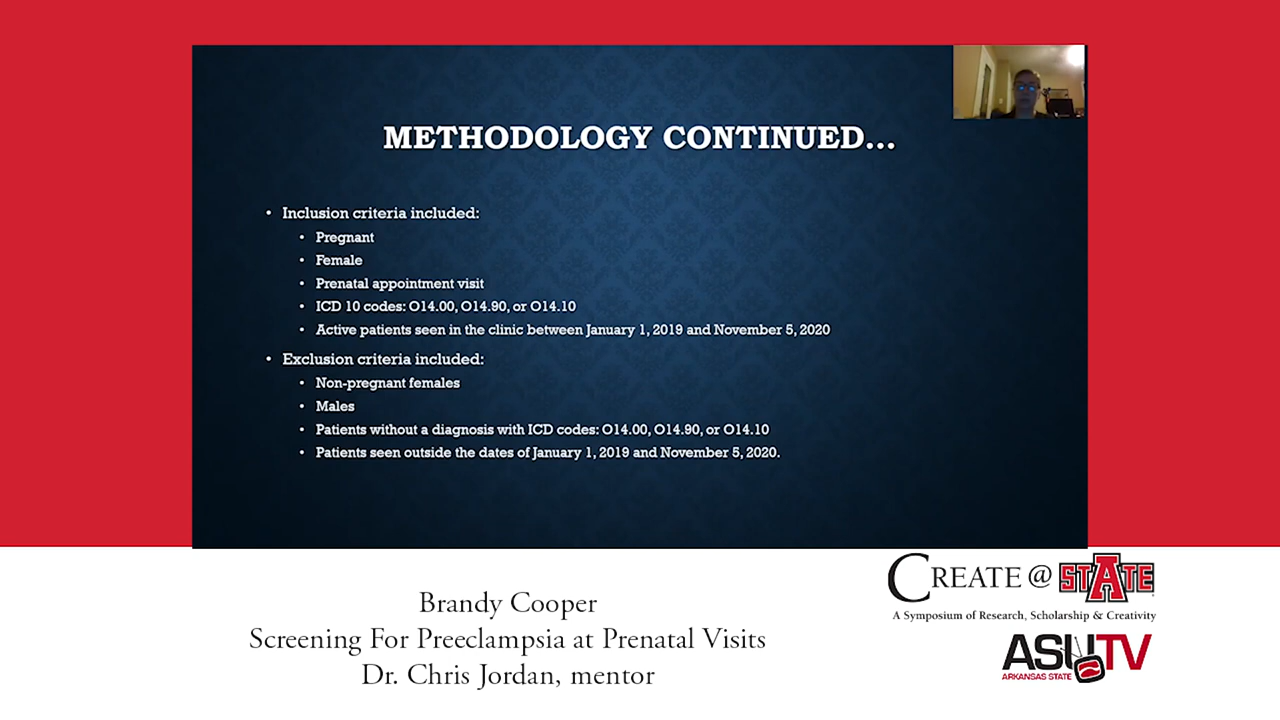 METHODOLOGY CONTINUED...
• Inclusion criteria included:
• Pregnant
• Female
• Prenatal appointment visit
• ICD 10 codes: O14.00, O14.90, or O14.10
• Active patients seen in the clinic between January 1, 2019 and November 5, 2020
• Exclusion criteria included:
• Non-pregnant females
• Males
• Patients without a diagnosis with ICD codes: O14.00, O14.90, or O14.10
• Patients seen outside the dates of January 1, 2019 and November 5, 2020.
Brandy Cooper
Screening For Preeclampsia at Prenatal Visits
Dr. Chris Jordan, mentor
CREATE @ STATE
A Symposium of Research, Scholarship & Creativity
ASUTV
ARKANSAS STATE